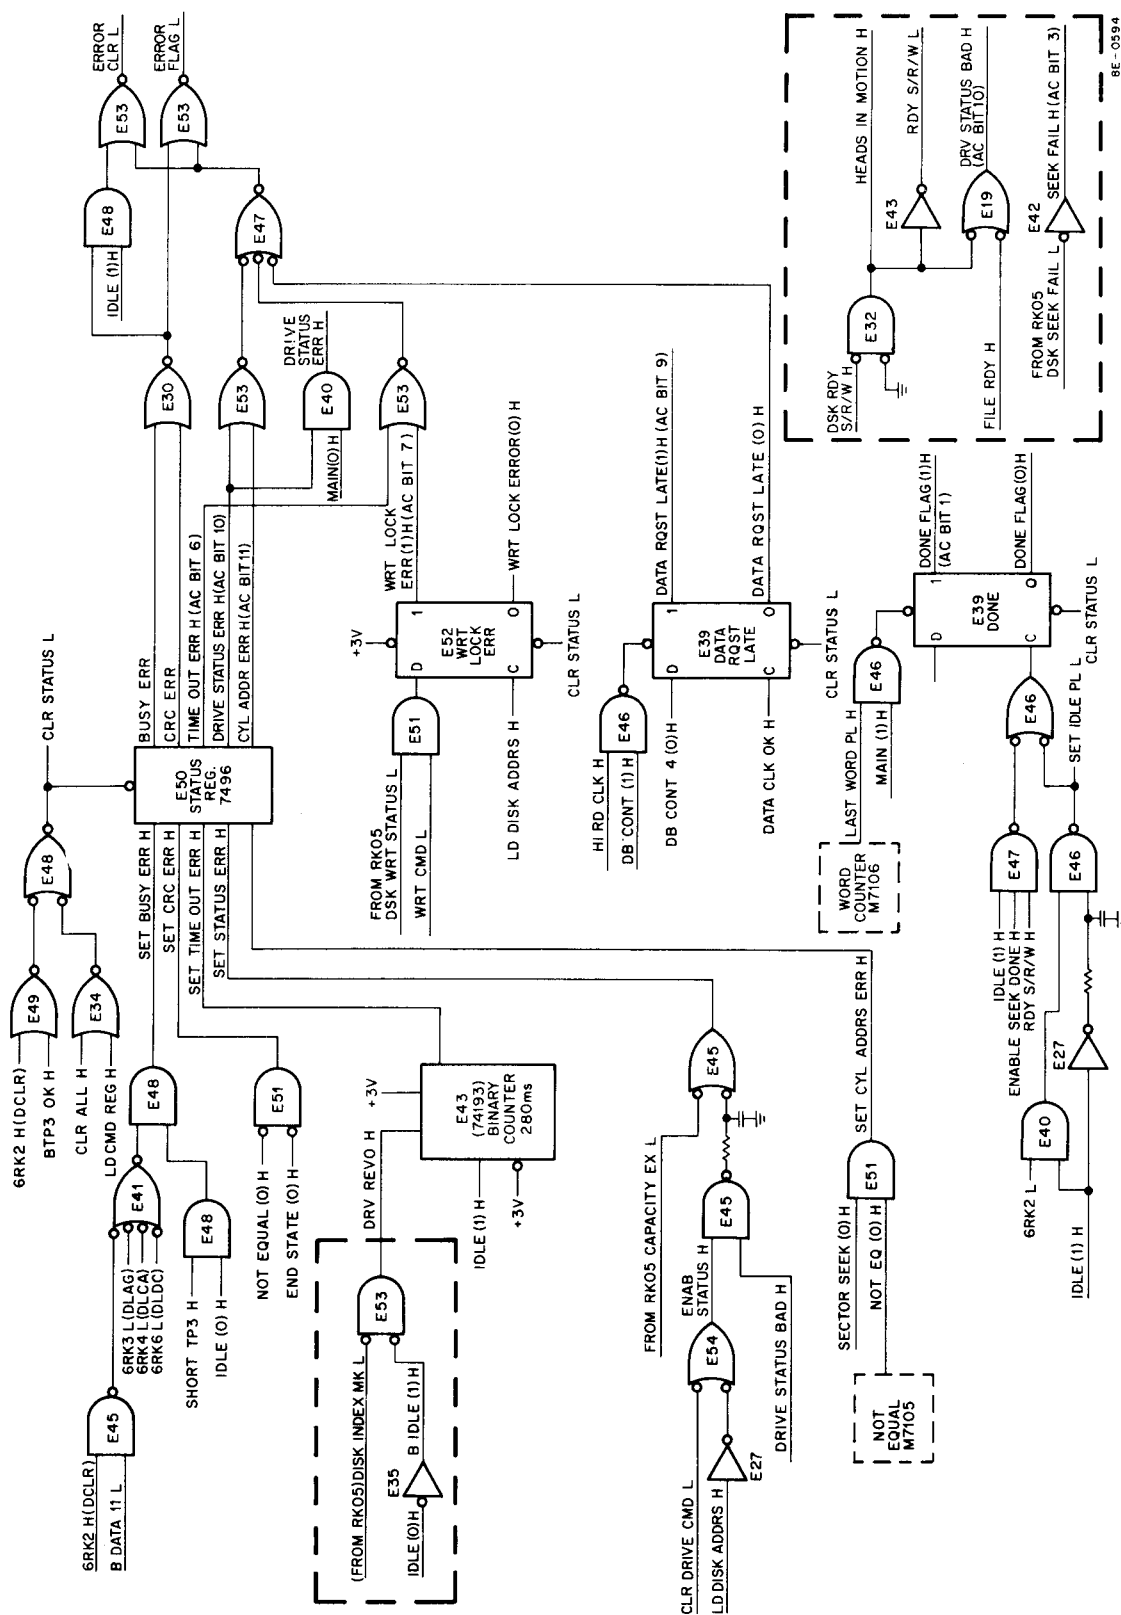 6RK2 H(DCLR)
B DATA 11 L
E45
6RK3 L(DLAG)
6RK4 L(DLCA)
6RK6 L(DLDC)
E41
SHORT TP3 H
IDLE (0) H
E48
E48
6RK2 H(DCLR)
BTP3 OK H
E49
CLR ALL H
LD CMD REG H
E34
E48
CLR STATUS L
NOT EQUAL (0) H
END STATE (0) H
E51
SET BUSY ERR H
SET CRC ERR H
SET TIME OUT ERR H
SET STATUS ERR H
E50
STATUS
REG.
7496
BUSY ERR
CRC ERR
TIME OUT ERR H(AC BIT 6)
DRIVE STATUS ERR H(AC BIT 10)
CYL ADDR ERR H(AC BIT 11)
E30
E53
IDLE (1) H
E48
E53
ERROR
CLR L
E53
ERROR
FLAG L
E47
MAIN(0) H
E40
DRIVE
STATUS
ERR H
E53
(FROM RK05) DISK INDEX MK L
IDLE (0) H
E35
B IDLE (1) H
E53
DRV REVO H
+3V
E43
(74193)
BINARY
COUNTER
280ms
IDLE (1) H
+3V
FROM RK05
DSK WRT STATUS L
WRT CMD L
E51
LD DISK ADDRS H
+3V
D
1
E52
WRT
LOCK
ERR
C
0
WRT LOCK
ERR(1) H (AC BIT 7)
WRT LOCK ERROR(0) H
CLR STATUS L
HI RD CLK H
DB CONT (1) H
E46
DB CONT 4 (0) H
DATA CLK OK H
D
1
E39
DATA
RQST
LATE
C
0
DATA RQST LATE(1) H (AC BIT 9)
DATA RQST LATE (0) H
CLR STATUS L
FROM RK05 CAPACITY EX L
CLR DRIVE CMD L
LD DISK ADDRS H
E27
E54
ENAB
STATUS H
DRIVE STATUS BAD H
E45
E45
SECTOR SEEK (0) H
NOT EQ (0) H
NOT
EQUAL
M7105
E51
SET CYL ADDRS ERR H
WORD
COUNTER
M7106
LAST WORD PL H
MAIN (1) H
E46
6RK2 L
IDLE (1) H
E40
E27
IDLE (1) H
ENABLE SEEK DONE H
RDY S/R/W H
E47
E46
SET IDLE PL L
E46
D
1
E39
DONE
C
0
DONE FLAG (1) H
(AC BIT 1)
DONE FLAG (0) H
CLR STATUS L
DSK RDY
S/R/W H
E32
HEADS IN MOTION H
E43
RDY S/R/W L
FILE RDY H
E19
DRV STATUS BAD H
(AC BIT 10)
FROM RK05
DSK SEEK FAIL L
E42
SEEK FAIL H (AC BIT 3)
8E-0594